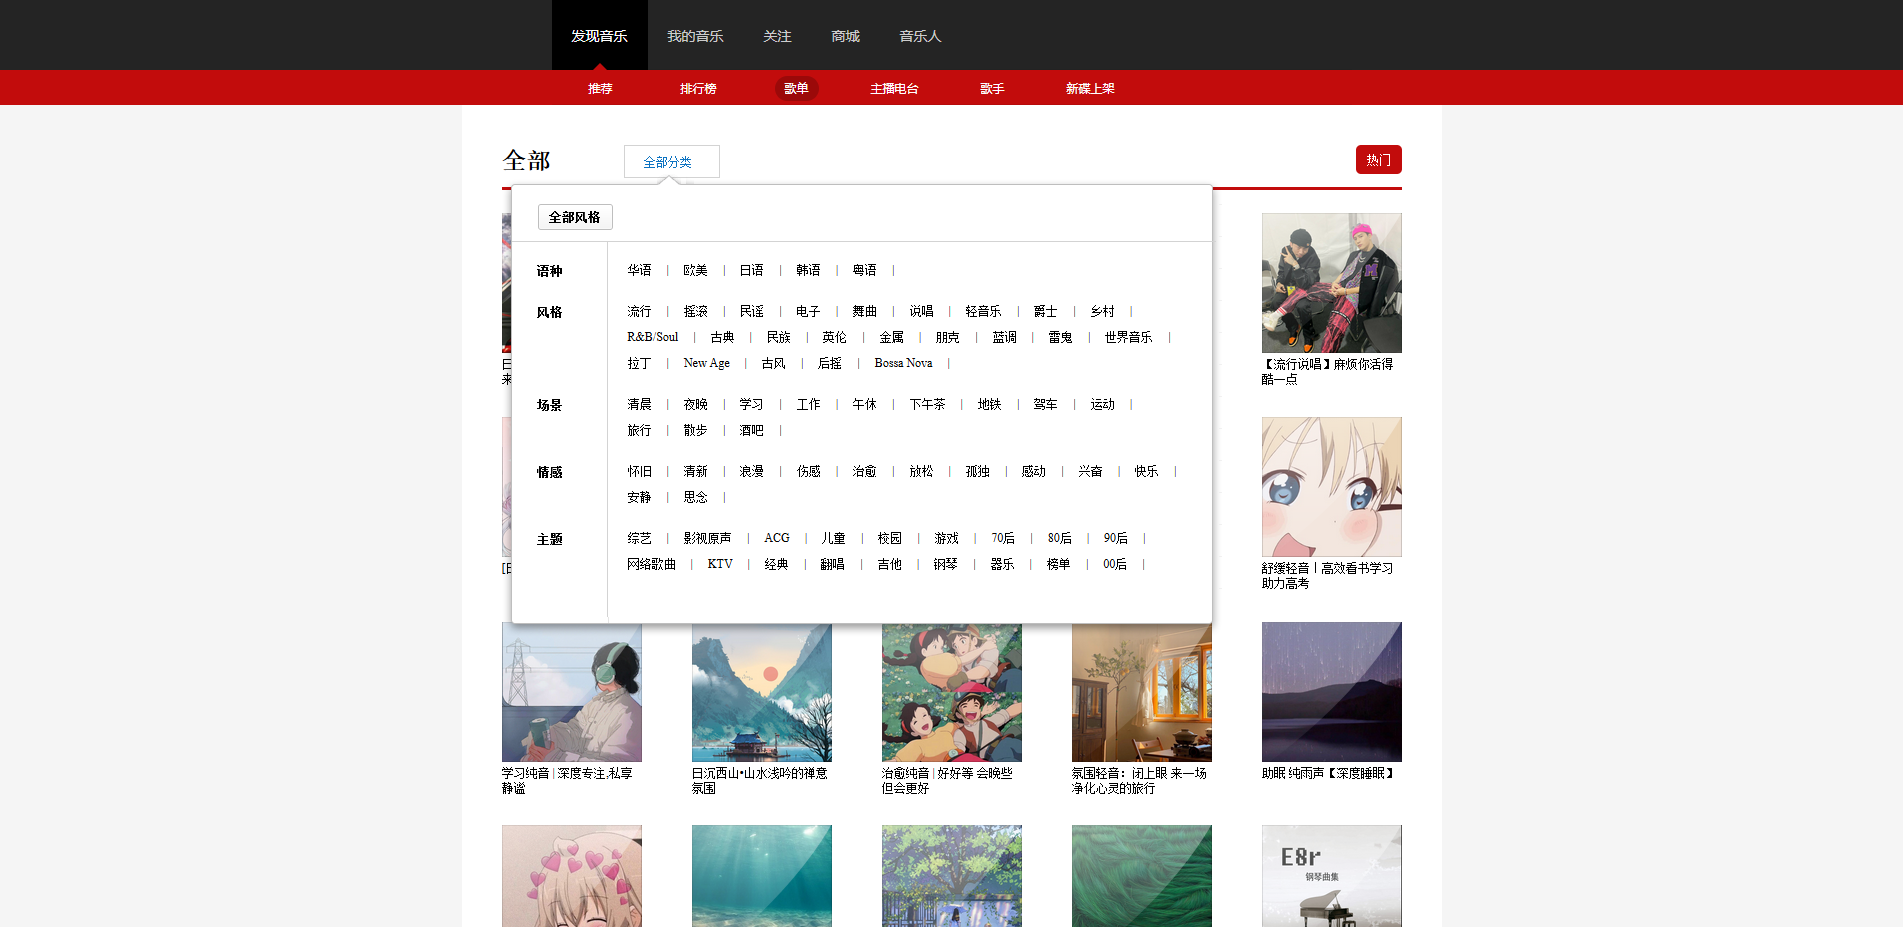 发现音乐 我的音乐 关注 商城 音乐人
推荐 排行榜 歌单 主播电台 歌手 新碟上架
全部 全部分类 热门
全部风格
语种 华语 | 欧美 | 日语 | 韩语 | 粤语 |
风格 流行 | 摇滚 | 民谣 | 电子 | 舞曲 | 说唱 | 轻音乐 | 爵士 | 乡村 |
R&B/Soul | 古典 | 民族 | 英伦 | 金属 | 朋克 | 蓝调 | 雷鬼 | 世界音乐 |
拉丁 | New Age | 古风 | 后摇 | Bossa Nova |
场景 清晨 | 夜晚 | 学习 | 工作 | 午休 | 下午茶 | 地铁 | 驾车 | 运动 |
旅行 | 散步 | 酒吧 |
情感 怀旧 | 清新 | 浪漫 | 伤感 | 治愈 | 放松 | 孤独 | 感动 | 兴奋 | 快乐 |
安静 | 思念 |
主题 综艺 | 影视原声 | ACG | 儿童 | 校园 | 游戏 | 70后 | 80后 | 90后 |
网络歌曲 | KTV | 经典 | 翻唱 | 吉他 | 钢琴 | 器乐 | 榜单 | 00后 |
日
来
【流行说唱】麻烦你活得
酷一点
[日
舒缓轻音丨高效看书学习
助力高考
学习纯音 | 深度专注,私享
静谧
日沉西山•山水浅吟的禅意
氛围
治愈纯音 | 好好等 会晚些
但会更好
氛围轻音：闭上眼 来一场
净化心灵的旅行
助眠 纯雨声【深度睡眠】
E8r
钢琴曲集